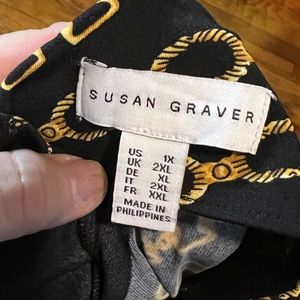 SUSAN GRAVER
US 1X
UK 2XL
DE XL
IT 2XL
FR XXL
MADE IN
PHILIPPINES